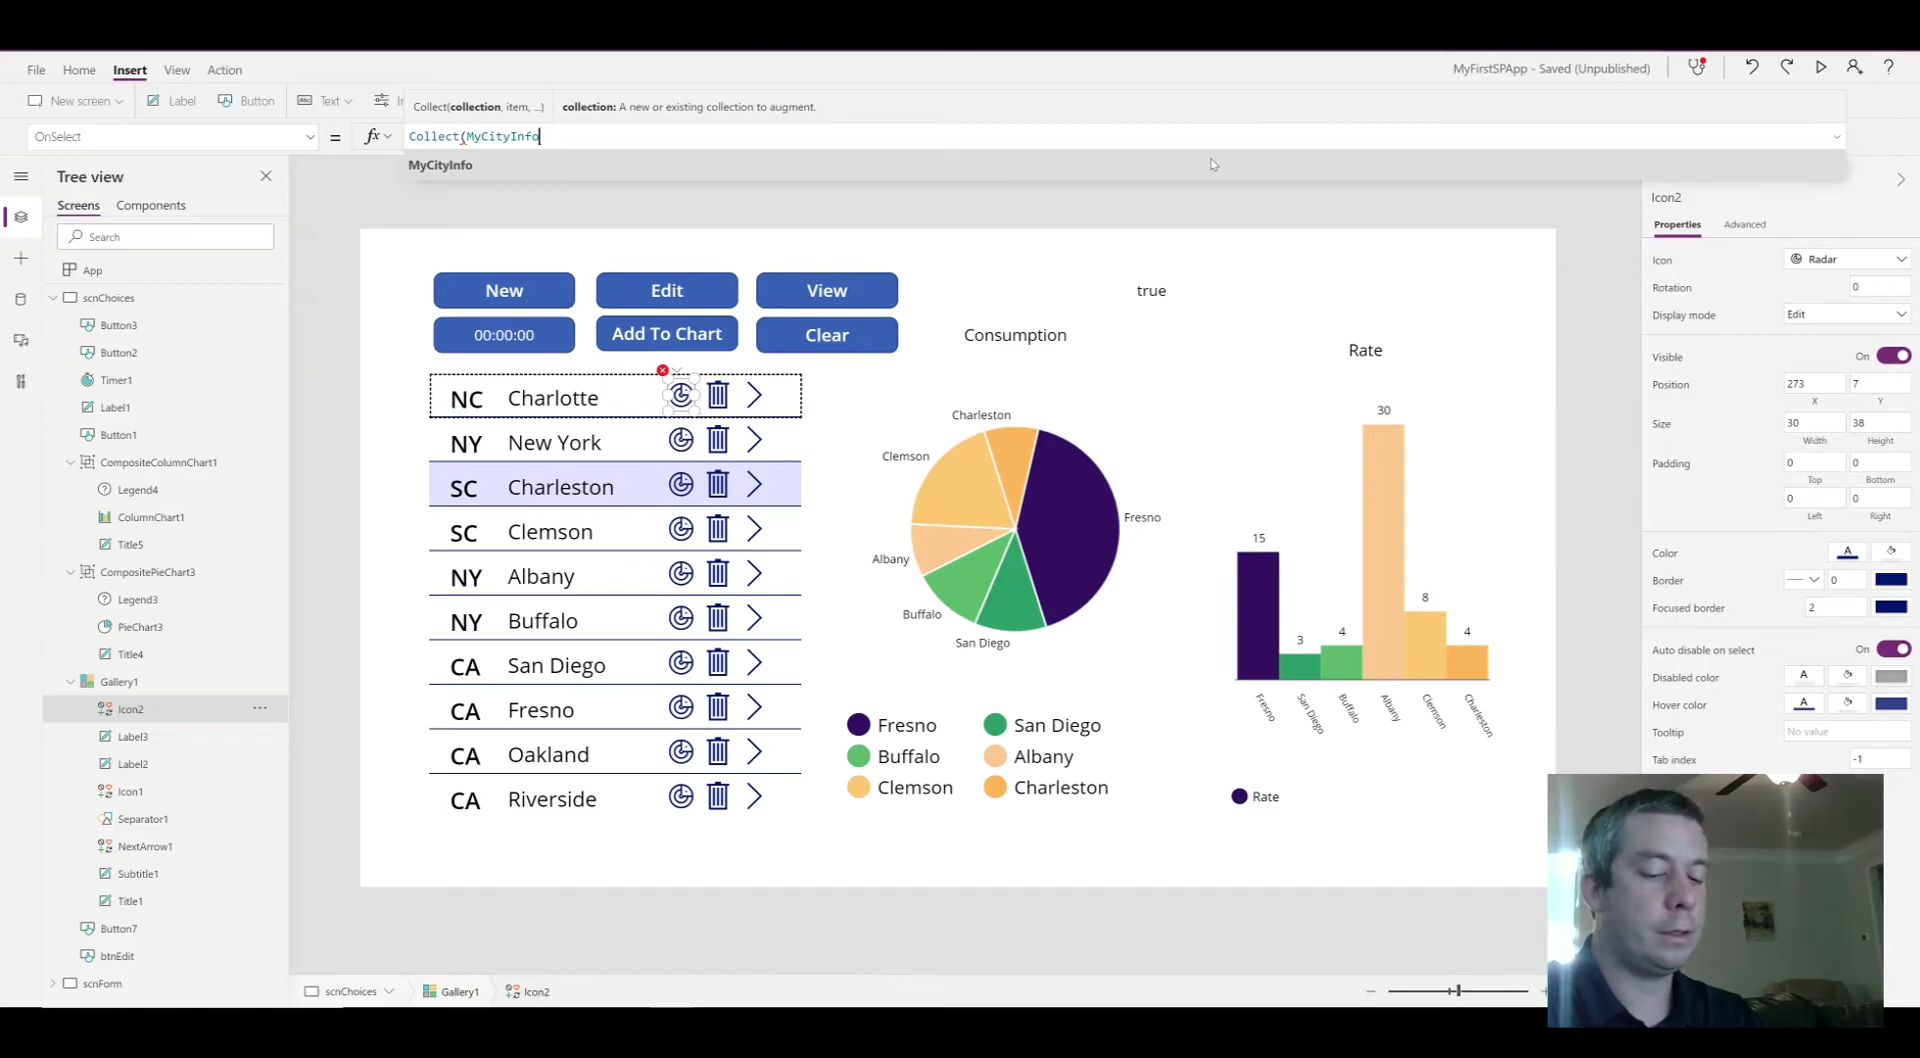 File Home Insert View Action
MyFirstSPApp - Saved (Unpublished)
New screen Label Button Text
Collect(collection, item, ...) collection: A new or existing collection to augment.
OnSelect = fx Collect(MyCityInfo
MyCityInfo
Tree view
Screens Components
Search
App
scnChoices
Button3
Button2
Timer1
Label1
Button1
CompositeColumnChart1
Legend4
ColumnChart1
Title5
CompositePieChart3
Legend3
PieChart3
Title4
Gallery1
Icon2
Label3
Label2
Icon1
Separator1
NextArrow1
Subtitle1
Title1
Button7
btnEdit
scnForm
New Edit View
00:00:00 Add To Chart Clear
NC Charlotte
NY New York
SC Charleston
SC Clemson
NY Albany
NY Buffalo
CA San Diego
CA Fresno
CA Oakland
CA Riverside
true
Consumption
Charleston
Clemson
Fresno
Albany
Buffalo
San Diego
Fresno San Diego
Buffalo Albany
Clemson Charleston
Rate
30
15
8
3 4 4
Fresno San Diego Buffalo Albany Clemson Charleston
Rate
Icon2
Properties Advanced
Icon Radar
Rotation 0
Display mode Edit
Visible On
Position 273 7
X Y
Size 30 38
Width Height
Padding 0 0
Top Bottom
0 0
Left Right
Color
Border 0
Focused border 2
Auto disable on select On
Disabled color
Hover color
Tooltip No value
Tab index -1
scnChoices Gallery1 Icon2